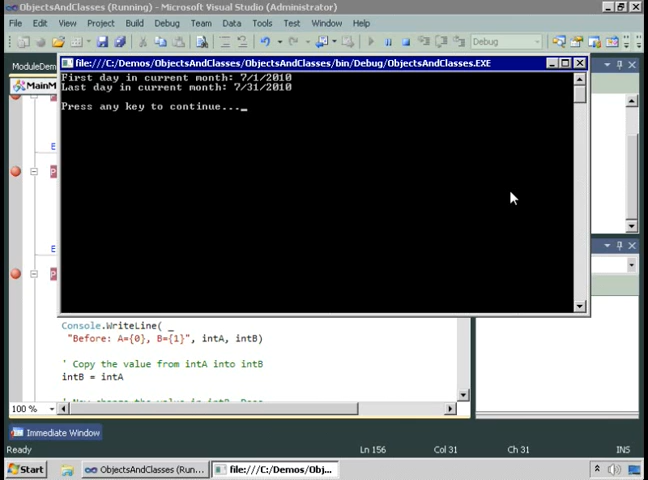 ObjectsAndClasses (Running) - Microsoft Visual Studio (Administrator)
File Edit View Project Build Debug Team Data Tools Test Window Help
Debug
ModuleDem
MainM
file:///C:/Demos/ObjectsAndClasses/ObjectsAndClasses/bin/Debug/ObjectsAndClasses.EXE
First day in current month: 7/1/2010
Last day in current month: 7/31/2010
Press any key to continue..._
Console.WriteLine( _
"Before: A={0}, B={1}", intA, intB)
' Copy the value from intA into intB
intB = intA
100 %
Immediate Window
Ready Ln 156 Col 31 Ch 31 INS
Start ObjectsAndClasses (Run... file:///C:/Demos/Obj...